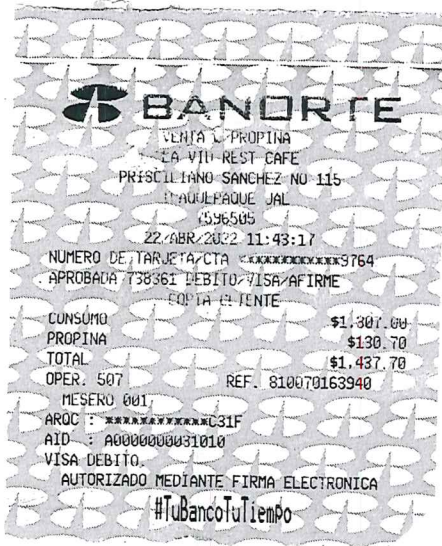 BANORTE
VENTA C/PROPINA
LA VID REST CAFE
PRISCILIANO SANCHEZ NO 115
TLAQUEPAQUE JAL
7596505
22/ABR/2022 11:43:17
NUMERO DE TARJETA/CTA ************9764
APROBADA 738361 DEBITO/VISA/AFIRME
COPIA CLIENTE
CONSUMO $1,307.00
PROPINA $130.70
TOTAL $1,437.70
OPER. 507 REF. 810070163940
MESERO 001
ARQC : ************C31F
AID : A0000000031010
VISA DEBITO,
AUTORIZADO MEDIANTE FIRMA ELECTRONICA
#TuBancoTuTiempo